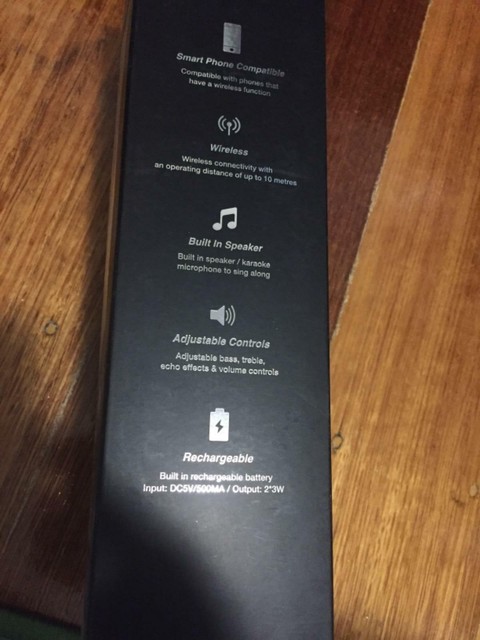 Smart Phone Compatible
Compatible with phones that
have a wireless function
Wireless
Wireless connectivity with
an operating distance of up to 10 metres
Built In Speaker
Built in speaker / karaoke
microphone to sing along
Adjustable Controls
Adjustable bass, treble,
echo effects & volume controls
Rechargeable
Built in rechargeable battery
Input: DC5V/500MA / Output: 2*3W